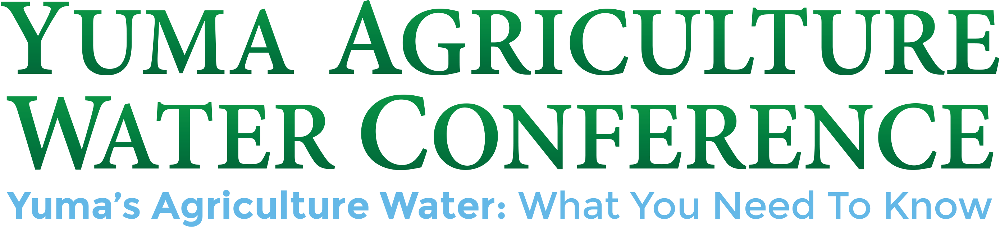 YUMA AGRICULTURE
WATER CONFERENCE
Yuma’s Agriculture Water: What You Need To Know